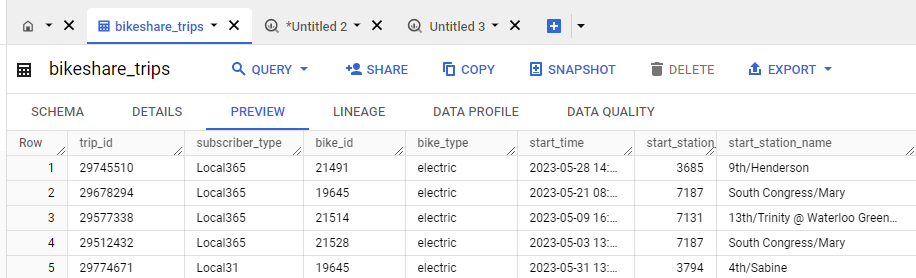 bikeshare_trips *Untitled 2 Untitled 3
bikeshare_trips QUERY SHARE COPY SNAPSHOT DELETE EXPORT
SCHEMA DETAILS PREVIEW LINEAGE DATA PROFILE DATA QUALITY
Row trip_id subscriber_type bike_id bike_type start_time start_station_ start_station_name
1 29745510 Local365 21491 electric 2023-05-28 14:... 3685 9th/Henderson
2 29678294 Local365 19645 electric 2023-05-21 08:... 7187 South Congress/Mary
3 29577338 Local365 21514 electric 2023-05-09 16:... 7131 13th/Trinity @ Waterloo Green...
4 29512432 Local365 21528 electric 2023-05-03 13:... 7187 South Congress/Mary
5 29774671 Local31 19645 electric 2023-05-31 13:... 3794 4th/Sabine